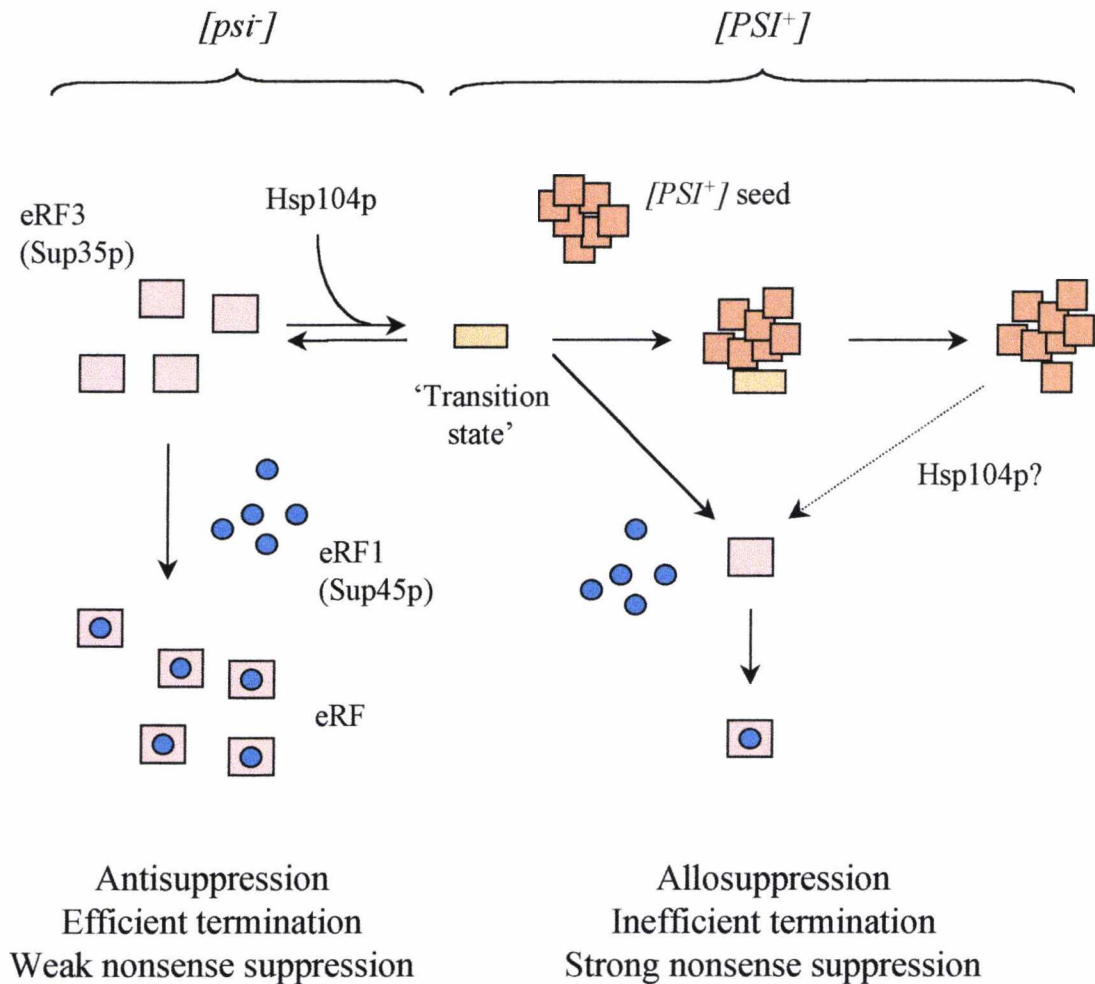 [psi-]
[PSI+]
Hsp104p
[PSI+] seed
eRF3
(Sup35p)
'Transition
state'
Hsp104p?
eRF1
(Sup45p)
eRF
Antisuppression
Efficient termination
Weak nonsense suppression
Allosuppression
Inefficient termination
Strong nonsense suppression